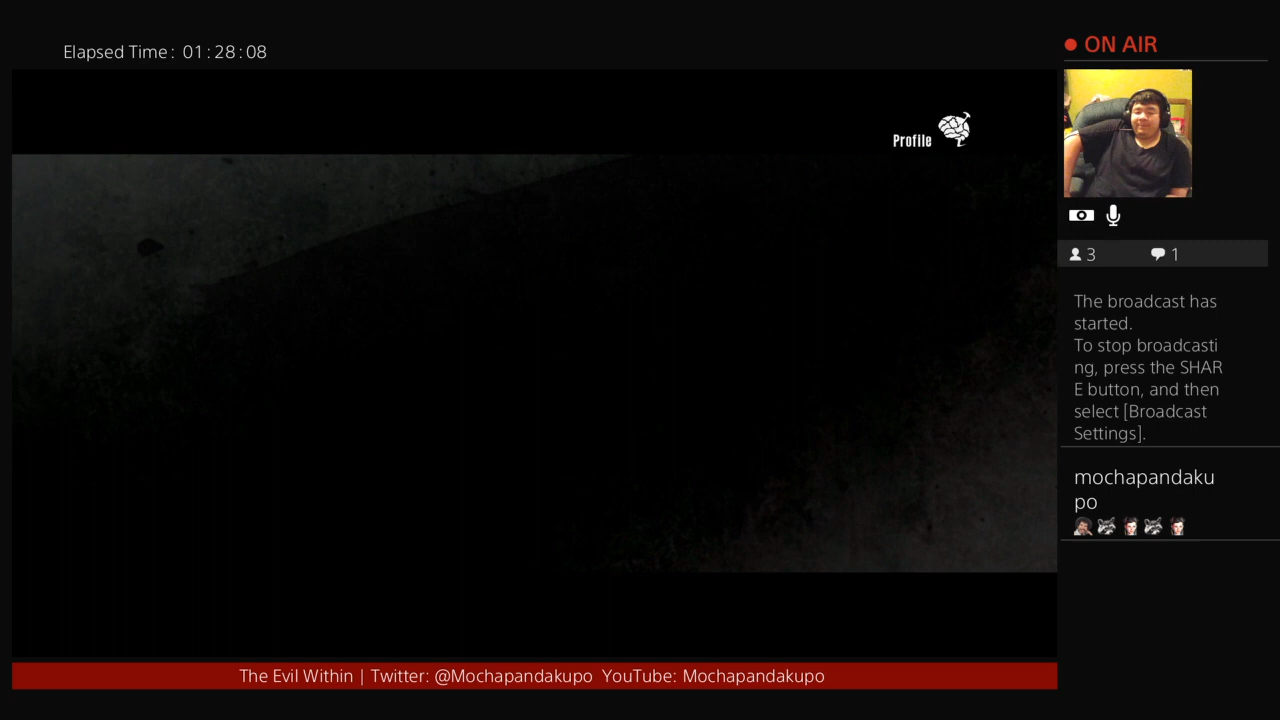 Elapsed Time: 01:28:08
ON AIR
Profile
3 1
The broadcast has
started.
To stop broadcasti
ng, press the SHAR
E button, and then
select [Broadcast
Settings].
mochapandaku
po
The Evil Within | Twitter: @Mochapandakupo YouTube: Mochapandakupo